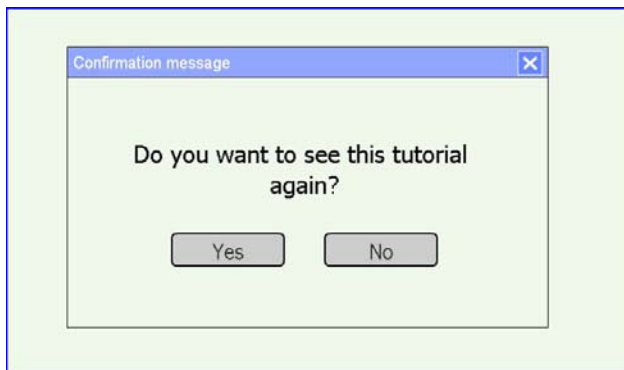 Confirmation message
Do you want to see this tutorial
again?
Yes No